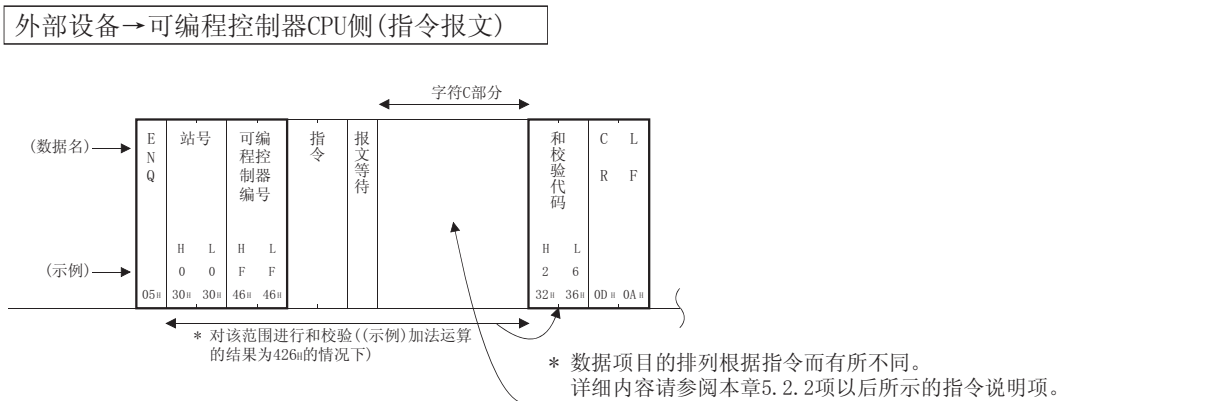 外部设备→可编程控制器CPU侧(指令报文)
字符C部分
(数据名)
E N Q
站号
可编程控制器编号
指令
报文等待
和校验代码
C R
L F
H L H L H L
(示例)
0 0 F F 2 6
05H 30H 30H 46H 46H 32H 36H 0DH 0AH
* 对该范围进行和校验((示例)加法运算
的结果为426H的情况下)
* 数据项目的排列根据指令而有所不同。
详细内容请参阅本章5.2.2项以后所示的指令说明项。